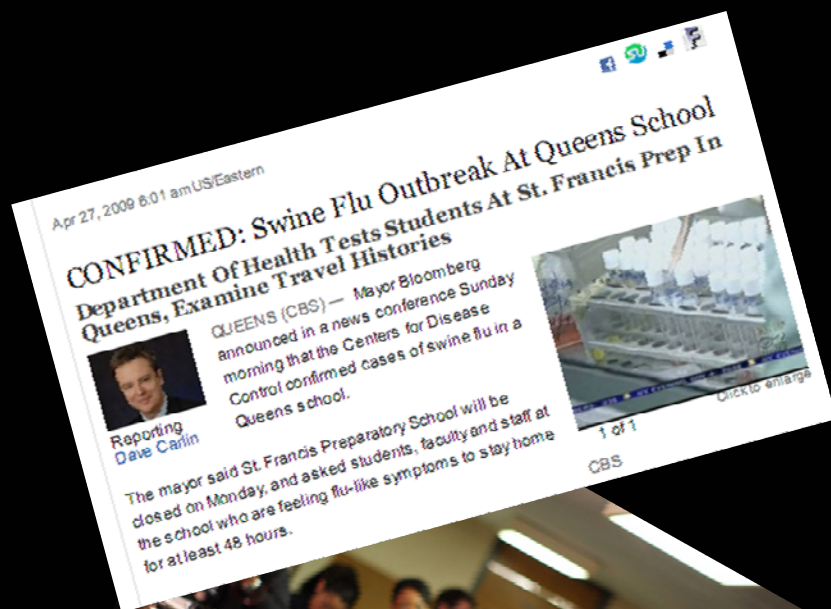 Apr 27, 2009 6:01 am US/Eastern
CONFIRMED: Swine Flu Outbreak At Queens School
Department Of Health Tests Students At St. Francis Prep In
Queens, Examine Travel Histories
QUEENS (CBS) — Mayor Bloomberg
announced in a news conference Sunday
morning that the Centers for Disease
Control confirmed cases of swine flu in a
Queens school.
Reporting
Dave Carlin
Click to enlarge
1 of 1
CBS
The mayor said St. Francis Preparatory School will be
closed on Monday, and asked students, faculty and staff at
the school who are feeling flu-like symptoms to stay home
for at least 48 hours.